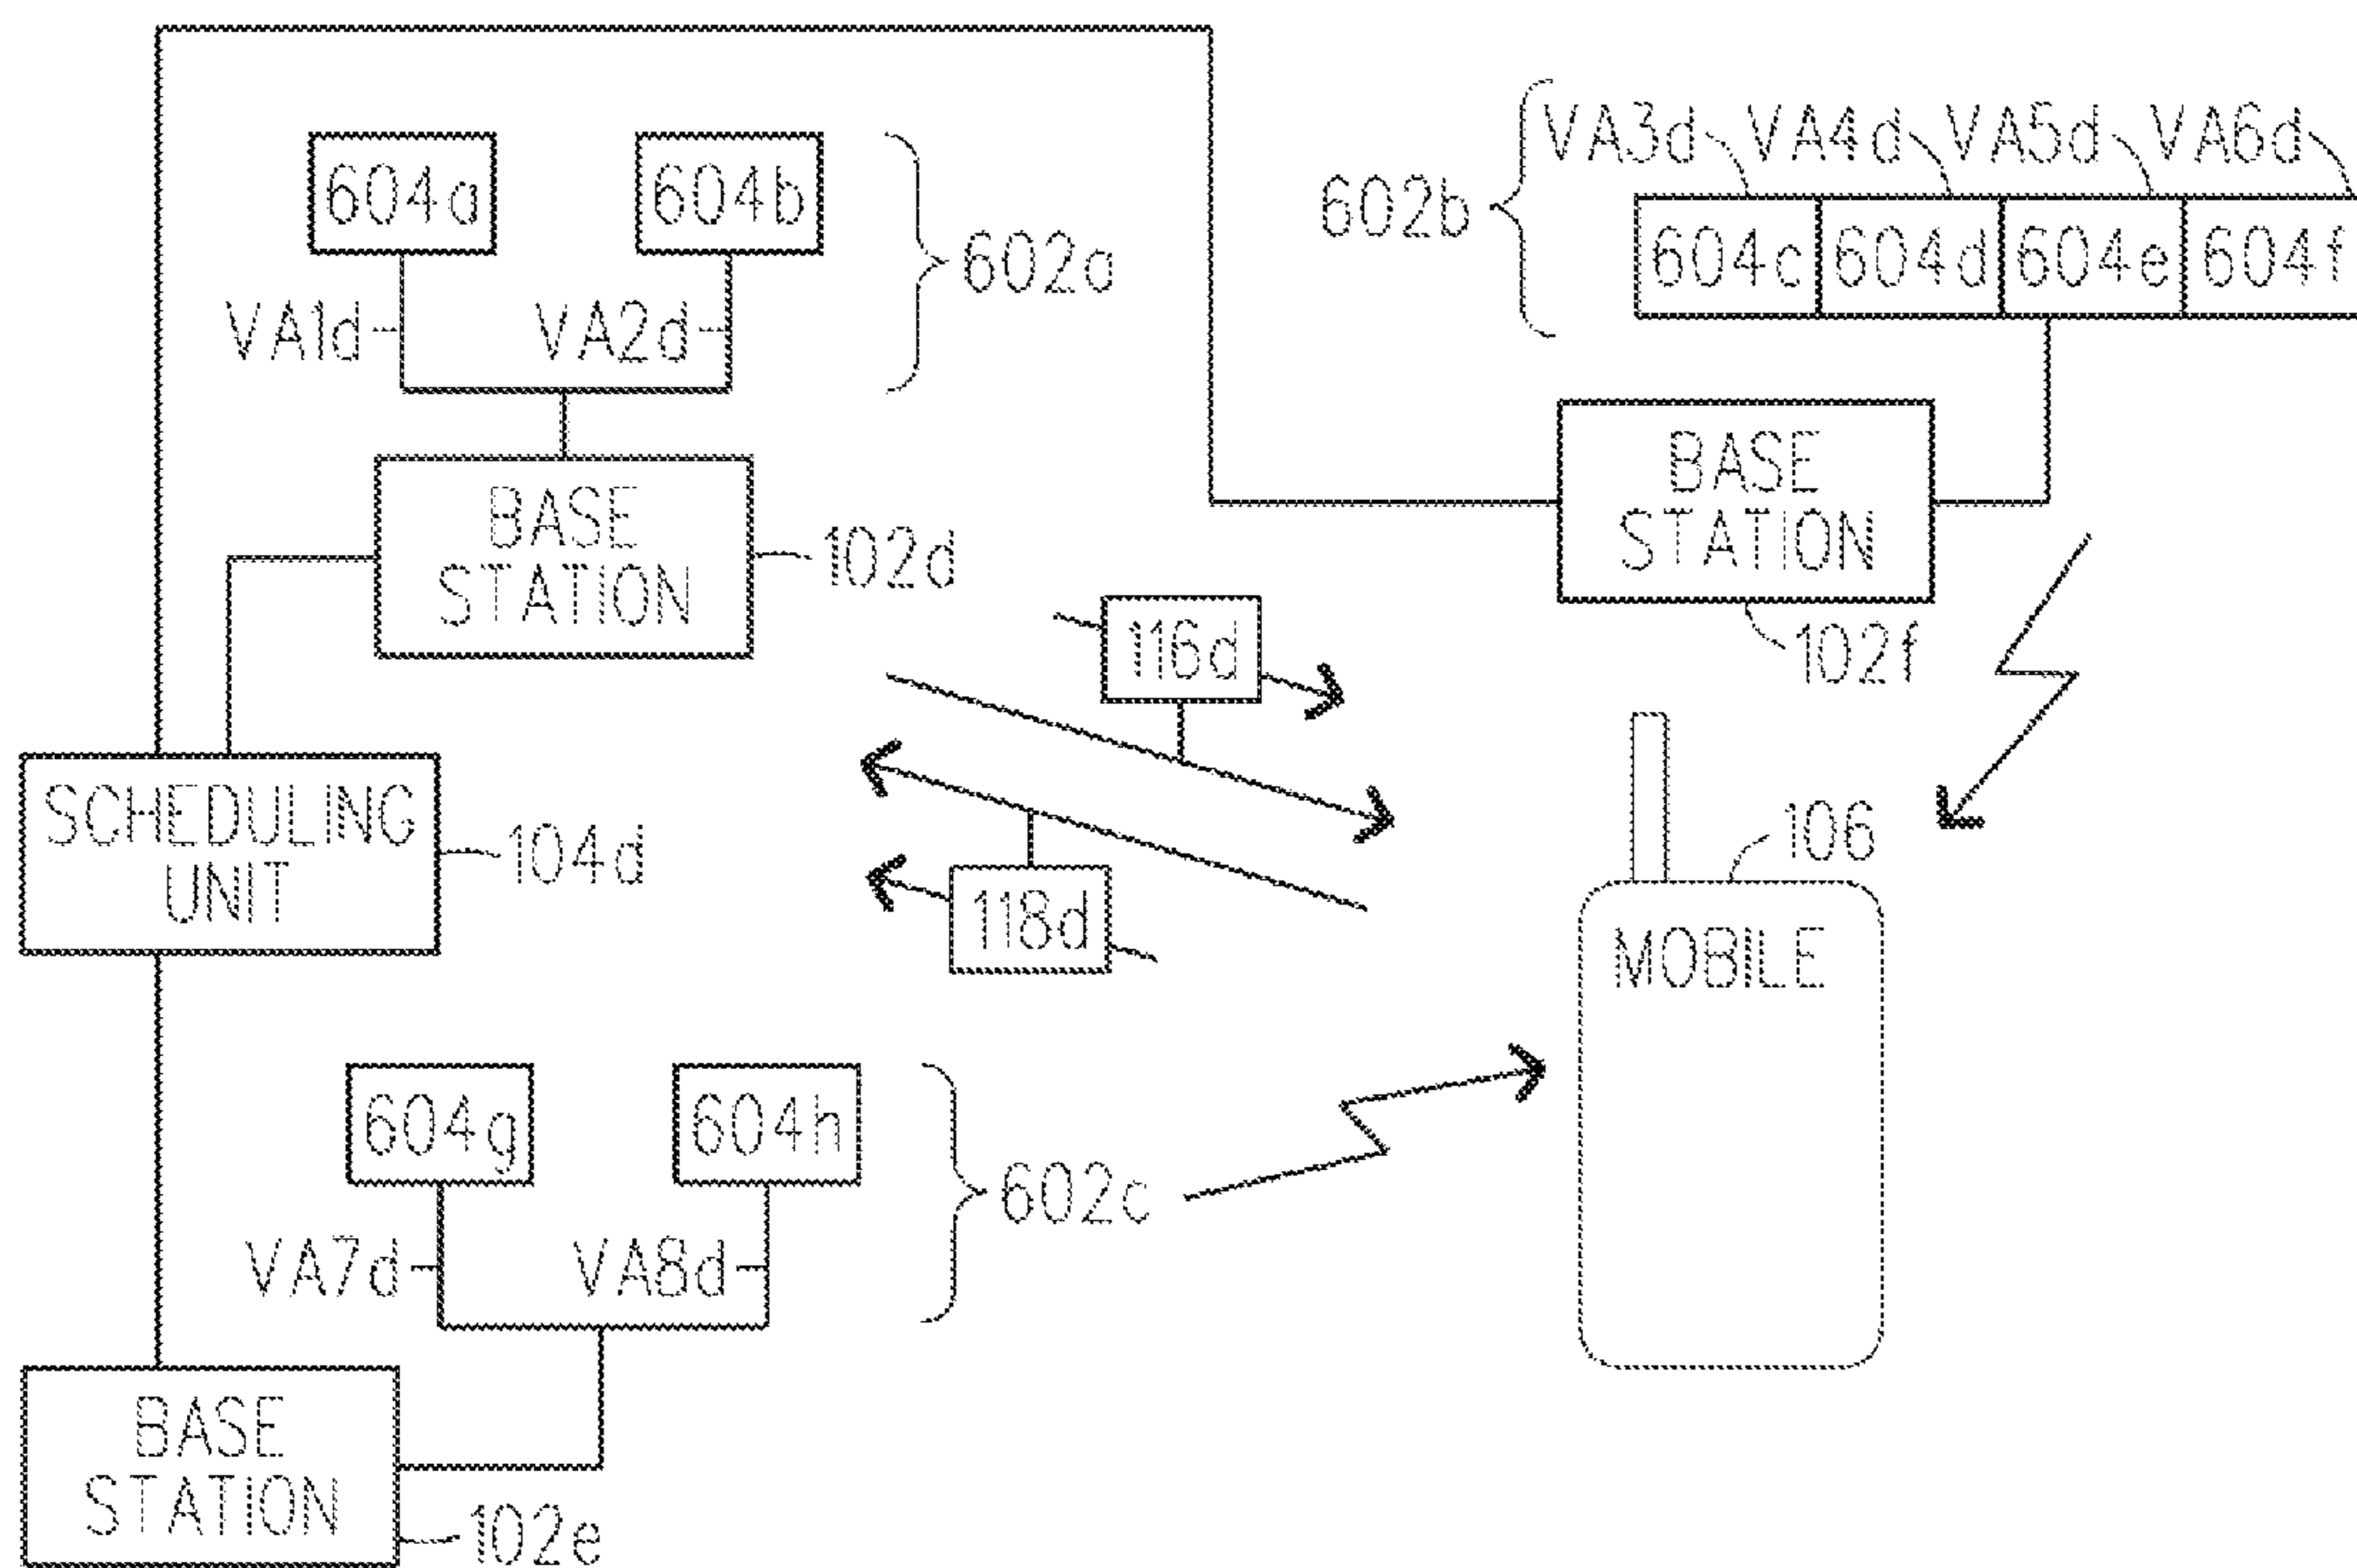 VA3d VA4d VA5d VA6d
604a 604b 602b
602a 604c 604d 604e 604f
VA1d VA2d
BASE
STATION
102d
BASE
STATION
102f
116d
SCHEDULING
UNIT
104d
106
118d
MOBILE
604g 604h
602c
VA7d VA8d
BASE
STATION
102e